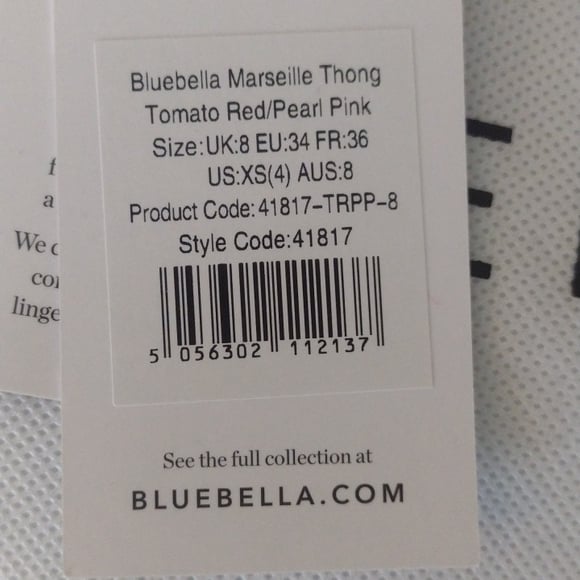 Bluebella Marseille Thong
Tomato Red/Pearl Pink
Size:UK:8 EU:34 FR:36
US:XS(4) AUS:8
Product Code:41817-TRPP-8
Style Code:41817
5 056302 112137
See the full collection at
BLUEBELLA.COM
a
We